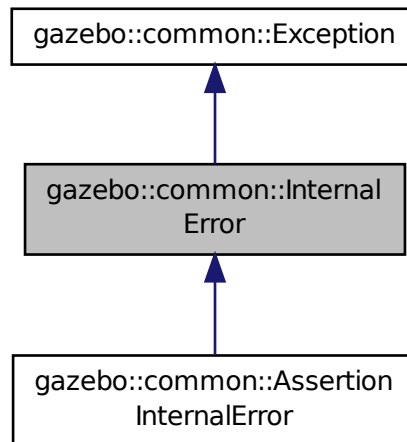 gazebo::common::Exception
gazebo::common::Internal
Error
gazebo::common::Assertion
InternalError